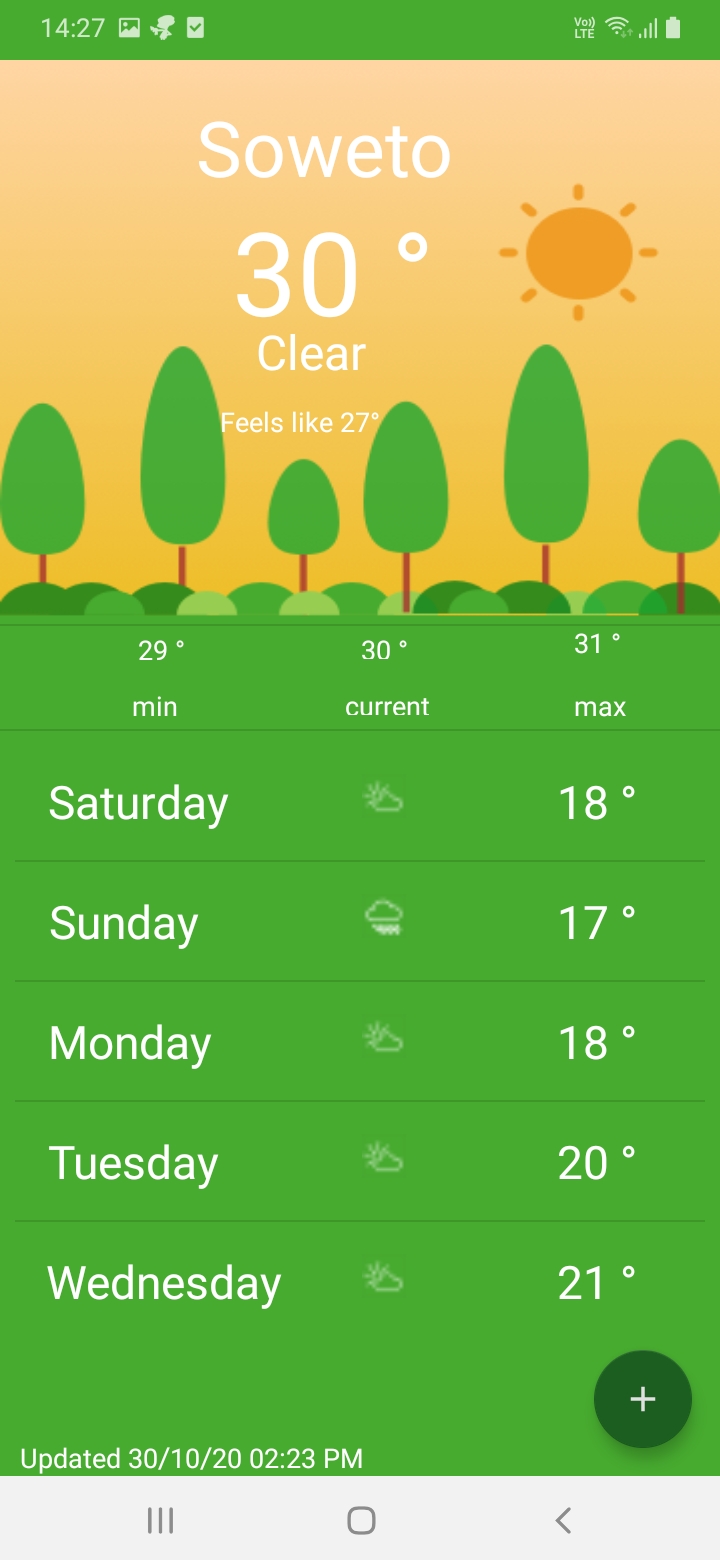 14:27 Vo)) LTE
Soweto
30 °
Clear
Feels like 27°
29 ° 30 ° 31 °
min current max
Saturday 18 °
Sunday 17 °
Monday 18 °
Tuesday 20 °
Wednesday 21 °
+
Updated 30/10/20 02:23 PM